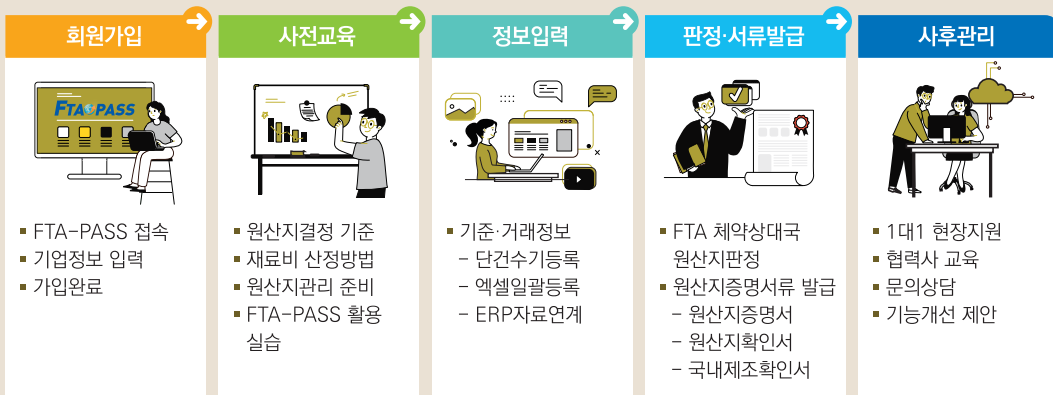 회원가입
FTA PASS
▪ FTA-PASS 접속
▪ 기업정보 입력
▪ 가입완료
사전교육
▪ 원산지결정 기준
▪ 재료비 산정방법
▪ 원산지관리 준비
▪ FTA-PASS 활용
실습
정보입력
▪ 기준·거래정보
- 단건수기등록
- 엑셀일괄등록
- ERP자료연계
판정·서류발급
▪ FTA 체약상대국
원산지판정
▪ 원산지증명서류 발급
- 원산지증명서
- 원산지확인서
- 국내제조확인서
사후관리
▪ 1대1 현장지원
▪ 협력사 교육
▪ 문의상담
▪ 기능개선 제안